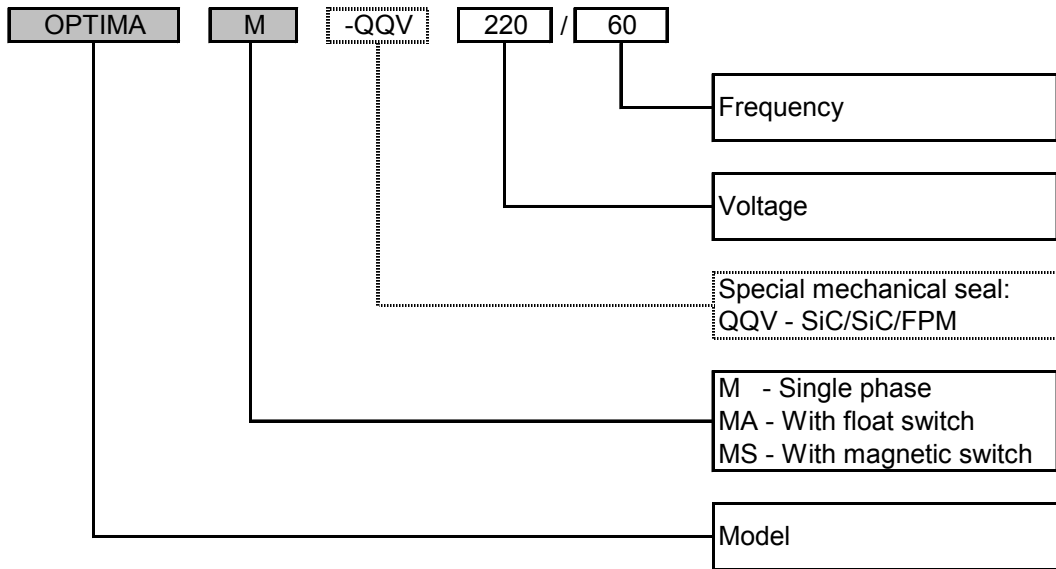 OPTIMA M -QQV 220 / 60
Frequency
Voltage
Special mechanical seal:
QQV - SiC/SiC/FPM
M - Single phase
MA - With float switch
MS - With magnetic switch
Model